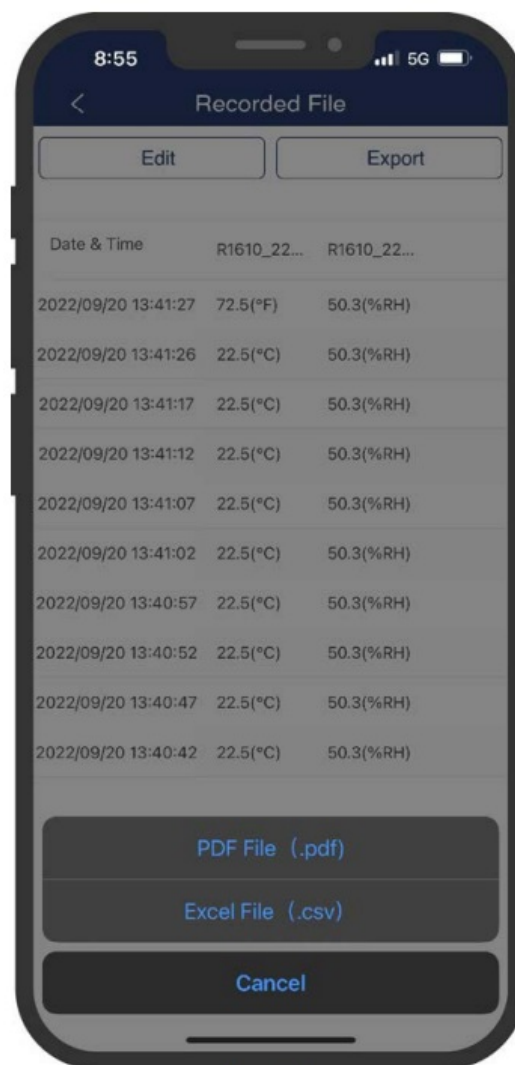 8:55 5G
Recorded File
Edit Export
Date & Time R1610_22... R1610_22...
2022/09/20 13:41:27 72.5(°F) 50.3(%RH)
2022/09/20 13:41:26 22.5(°C) 50.3(%RH)
2022/09/20 13:41:17 22.5(°C) 50.3(%RH)
2022/09/20 13:41:12 22.5(°C) 50.3(%RH)
2022/09/20 13:41:07 22.5(°C) 50.3(%RH)
2022/09/20 13:41:02 22.5(°C) 50.3(%RH)
2022/09/20 13:40:57 22.5(°C) 50.3(%RH)
2022/09/20 13:40:52 22.5(°C) 50.3(%RH)
2022/09/20 13:40:47 22.5(°C) 50.3(%RH)
2022/09/20 13:40:42 22.5(°C) 50.3(%RH)
PDF File (.pdf)
Excel File (.csv)
Cancel